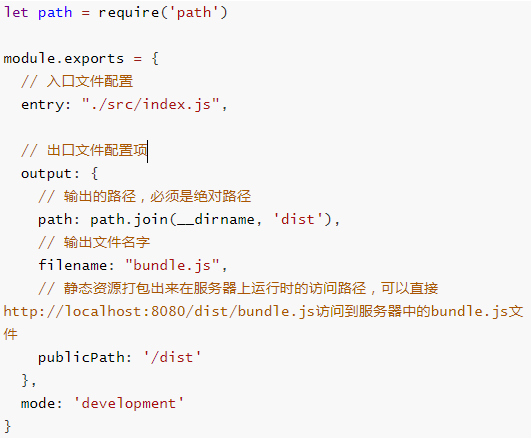 let path = require('path')

module.exports = {
  // 入口文件配置
  entry: "./src/index.js",

  // 出口文件配置项
  output: {
    // 输出的路径，必须是绝对路径
    path: path.join(__dirname, 'dist'),
    // 输出文件名字
    filename: "bundle.js",
    // 静态资源打包出来在服务器上运行时的访问路径，可以直接
http://localhost:8080/dist/bundle.js访问到服务器中的bundle.js文
件
    publicPath: '/dist'
  },
  mode: 'development'
}